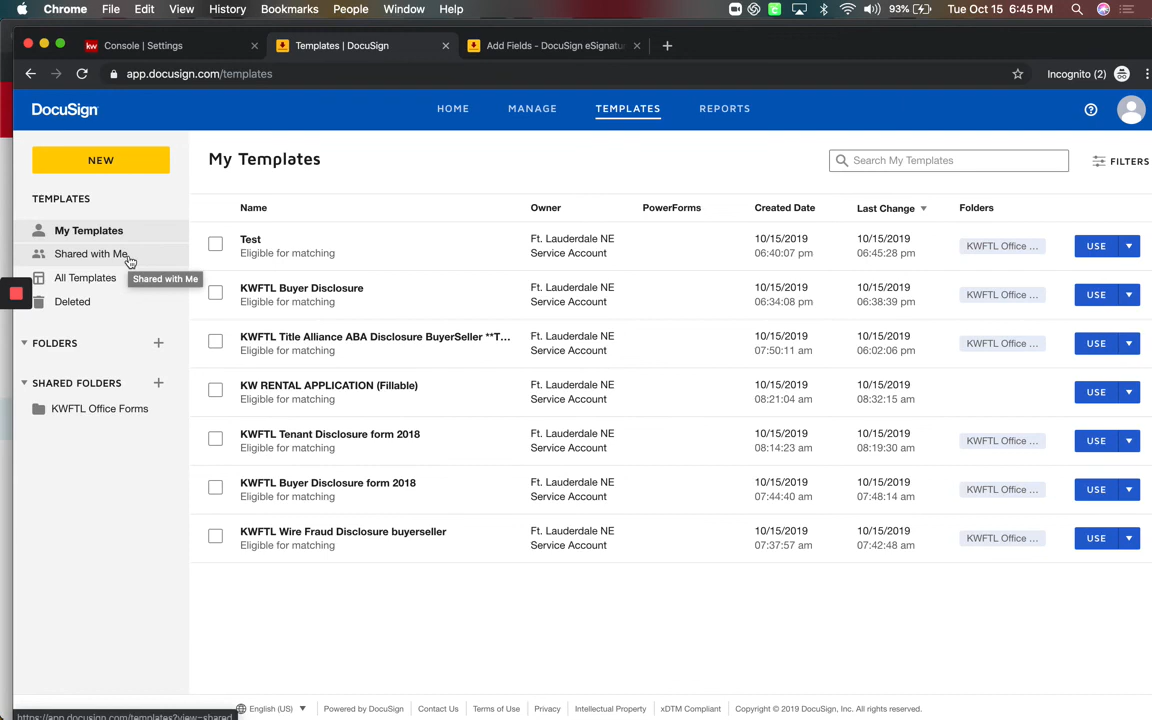 Chrome File Edit View History Bookmarks People Window Help 93% Tue Oct 15 6:45 PM
kw Console | Settings Templates | DocuSign Add Fields - DocuSign eSignatu
app.docusign.com/templates Incognito (2)
DocuSign HOME MANAGE TEMPLATES REPORTS
NEW
My Templates
Search My Templates
FILTERS
TEMPLATES
My Templates
Shared with Me
Shared with Me
All Templates
Deleted
FOLDERS
SHARED FOLDERS
KWFTL Office Forms
Name Owner PowerForms Created Date Last Change Folders
Test Ft. Lauderdale NE 10/15/2019 10/15/2019
Eligible for matching Service Account 06:40:07 pm 06:45:28 pm KWFTL Office ... USE
KWFTL Buyer Disclosure Ft. Lauderdale NE 10/15/2019 10/15/2019
Eligible for matching Service Account 06:34:08 pm 06:38:39 pm KWFTL Office ... USE
KWFTL Title Alliance ABA Disclosure BuyerSeller **T... Ft. Lauderdale NE 10/15/2019 10/15/2019
Eligible for matching Service Account 07:50:11 am 06:02:06 pm KWFTL Office ... USE
KW RENTAL APPLICATION (Fillable) Ft. Lauderdale NE 10/15/2019 10/15/2019
Eligible for matching Service Account 08:21:04 am 08:32:15 am USE
KWFTL Tenant Disclosure form 2018 Ft. Lauderdale NE 10/15/2019 10/15/2019
Eligible for matching Service Account 08:14:23 am 08:19:30 am KWFTL Office ... USE
KWFTL Buyer Disclosure form 2018 Ft. Lauderdale NE 10/15/2019 10/15/2019
Eligible for matching Service Account 07:44:40 am 07:48:14 am KWFTL Office ... USE
KWFTL Wire Fraud Disclosure buyerseller Ft. Lauderdale NE 10/15/2019 10/15/2019
Eligible for matching Service Account 07:37:57 am 07:42:48 am KWFTL Office ... USE
English (US) Powered by DocuSign Contact Us Terms of Use Privacy Intellectual Property xDTM Compliant Copyright © 2019 DocuSign, Inc. All rights reserved.
https://app.docusign.com/templates?view=shared